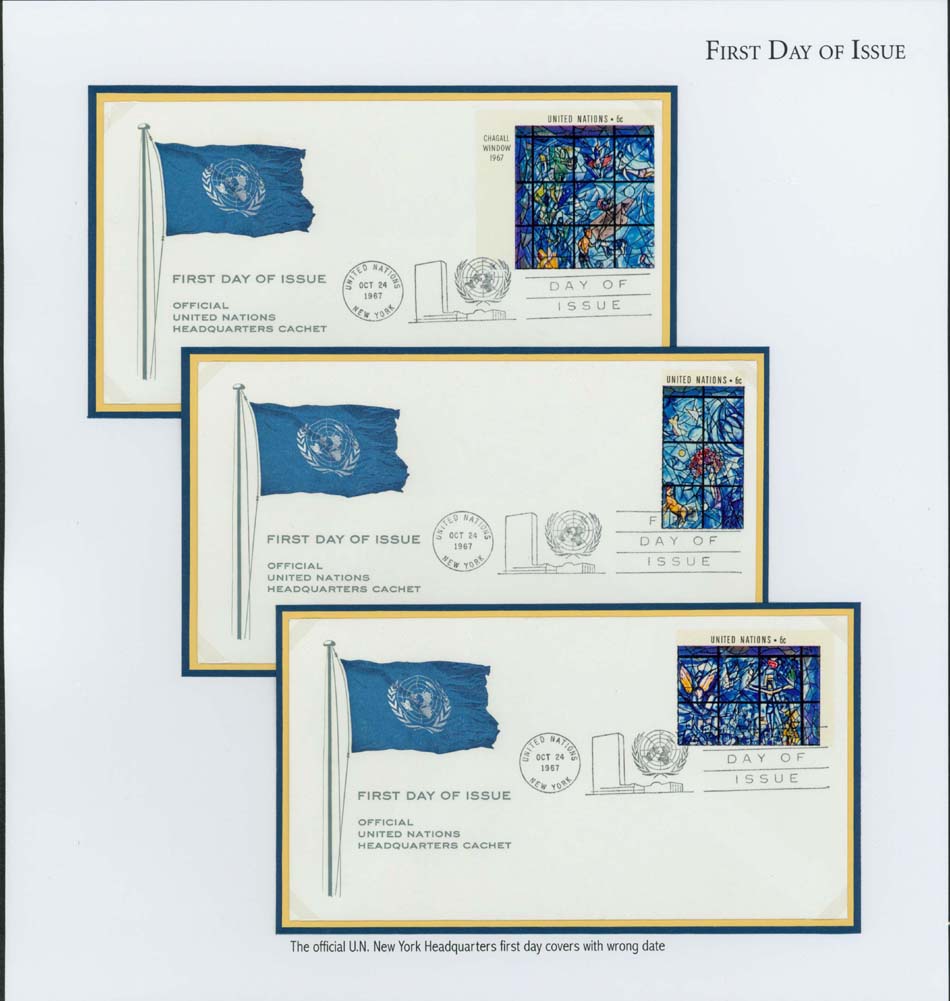 FIRST DAY OF ISSUE
UNITED NATIONS • 6c
CHAGALL
WINDOW
1967
FIRST DAY OF ISSUE
OFFICIAL
UNITED NATIONS
HEADQUARTERS CACHET
UNITED NATIONS
OCT 24
1967
NEW YORK
DAY OF
ISSUE
UNITED NATIONS • 6c
FIRST DAY OF ISSUE
OFFICIAL
UNITED NATIONS
HEADQUARTERS CACHET
UNITED NATIONS
OCT 24
1967
NEW YORK
F
DAY OF
ISSUE
UNITED NATIONS • 6c
FIRST DAY OF ISSUE
OFFICIAL
UNITED NATIONS
HEADQUARTERS CACHET
UNITED NATIONS
OCT 24
1967
NEW YORK
DAY OF
ISSUE
The official U.N. New York Headquarters first day covers with wrong date